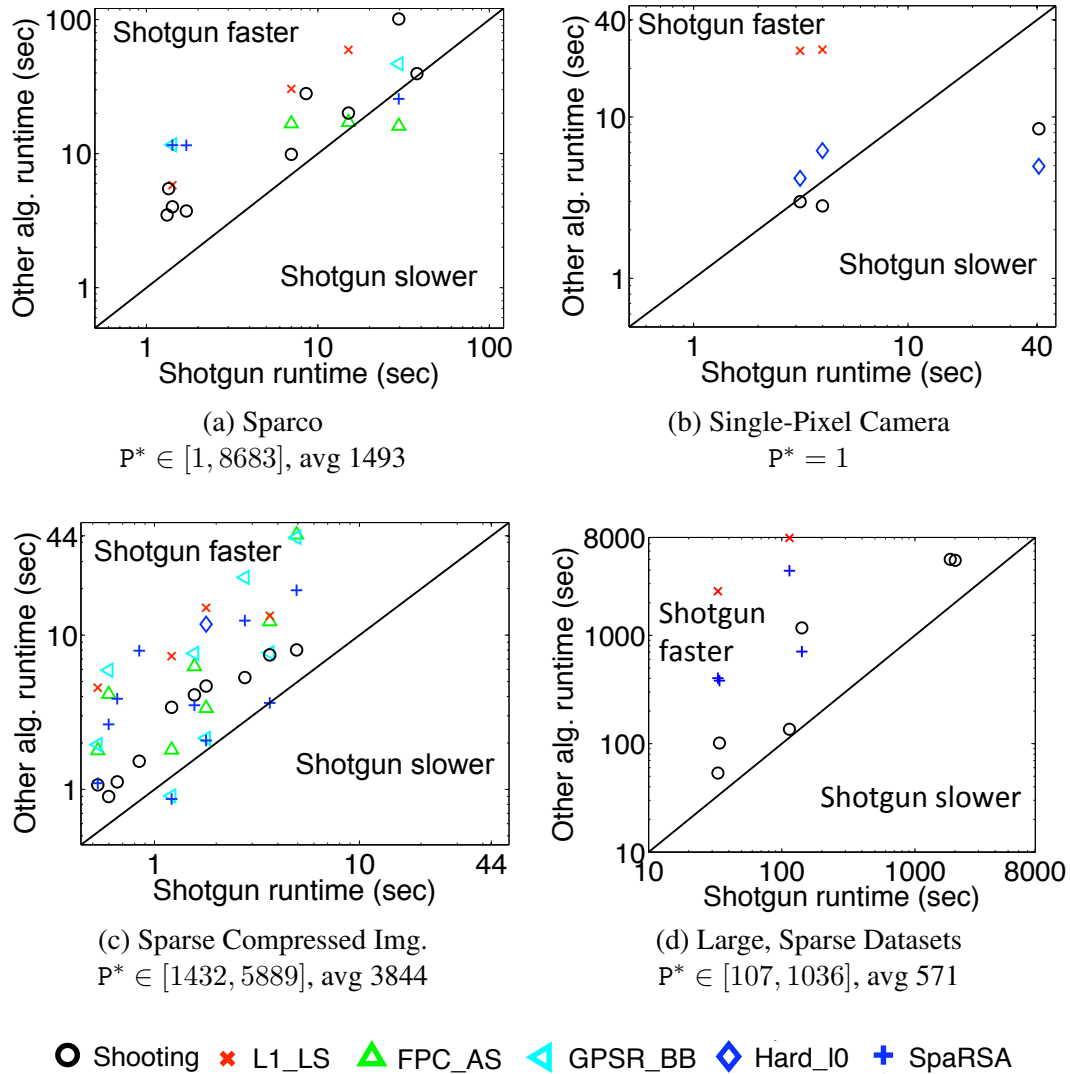 Other alg. runtime (sec)
100
10
1
Shotgun faster
Shotgun slower
1 10 100
Shotgun runtime (sec)
(a) Sparco
P* ∈ [1, 8683], avg 1493
Other alg. runtime (sec)
40
10
1
Shotgun faster
Shotgun slower
1 10 40
Shotgun runtime (sec)
(b) Single-Pixel Camera
P* = 1
Other alg. runtime (sec)
44
10
1
Shotgun faster
Shotgun slower
1 10 44
Shotgun runtime (sec)
(c) Sparse Compressed Img.
P* ∈ [1432, 5889], avg 3844
Other alg. runtime (sec)
8000
1000
100
10
Shotgun
faster
Shotgun slower
10 100 1000 8000
Shotgun runtime (sec)
(d) Large, Sparse Datasets
P* ∈ [107, 1036], avg 571
Shooting L1_LS FPC_AS GPSR_BB Hard_l0 SpaRSA